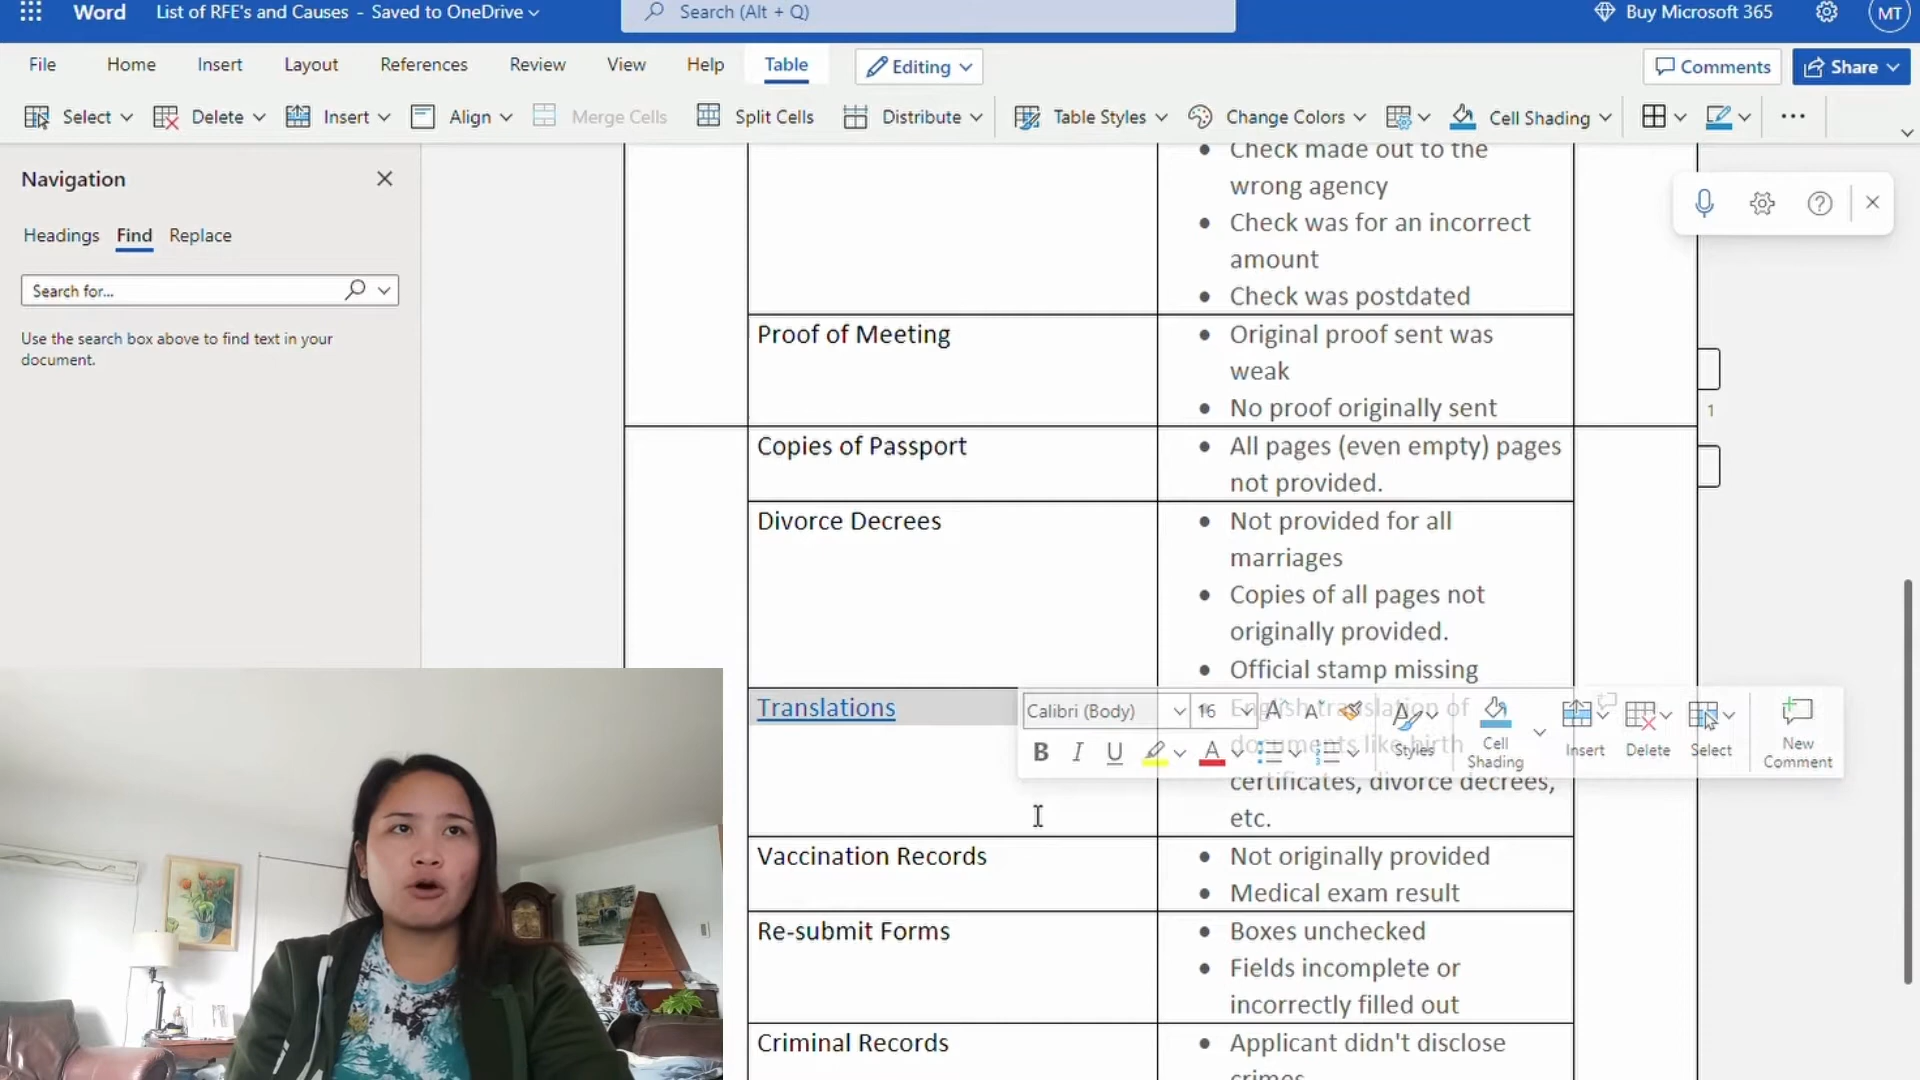 Word List of RFE's and Causes - Saved to OneDrive Search (Alt + Q) Buy Microsoft 365 MT
File Home Insert Layout References Review View Help Table Editing Comments Share
Select Delete Insert Align Merge Cells Split Cells Distribute Table Styles Change Colors Cell Shading ...
Navigation
Headings Find Replace
Search for...
Use the search box above to find text in your
document.
• Check made out to the
wrong agency
• Check was for an incorrect
amount
• Check was postdated
Proof of Meeting
• Original proof sent was
weak
• No proof originally sent
1
Copies of Passport
• All pages (even empty) pages
not provided.
Divorce Decrees
• Not provided for all
marriages
• Copies of all pages not
originally provided.
• Official stamp missing
Translations
English translation of
documents like birth
certificates, divorce decrees,
etc.
Calibri (Body) 16 A A
B I U A Styles Cell Shading Insert Delete Select New Comment
Vaccination Records
• Not originally provided
• Medical exam result
Re-submit Forms
• Boxes unchecked
• Fields incomplete or
incorrectly filled out
Criminal Records
• Applicant didn't disclose
crimes